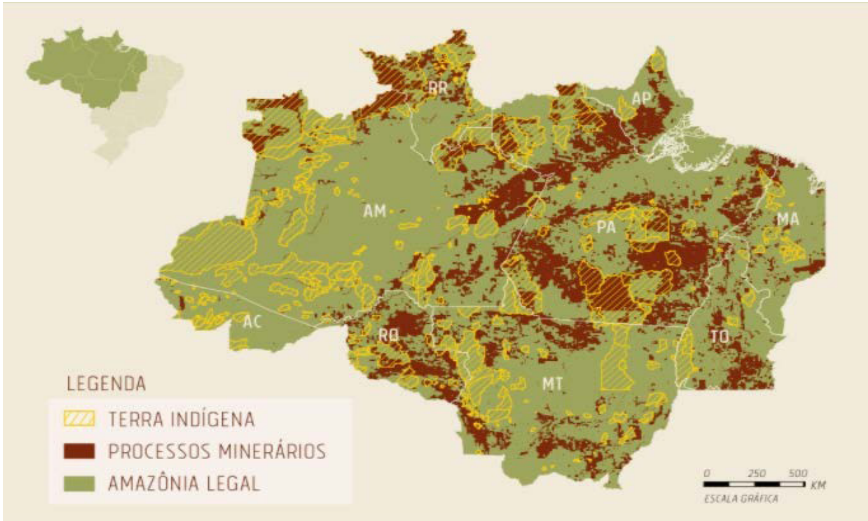 RR
AP
AM
PA
MA
AC
RO
TO
MT
LEGENDA
TERRA INDÍGENA
PROCESSOS MINERÁRIOS
AMAZÔNIA LEGAL
0 250 500
KM
ESCALA GRÁFICA